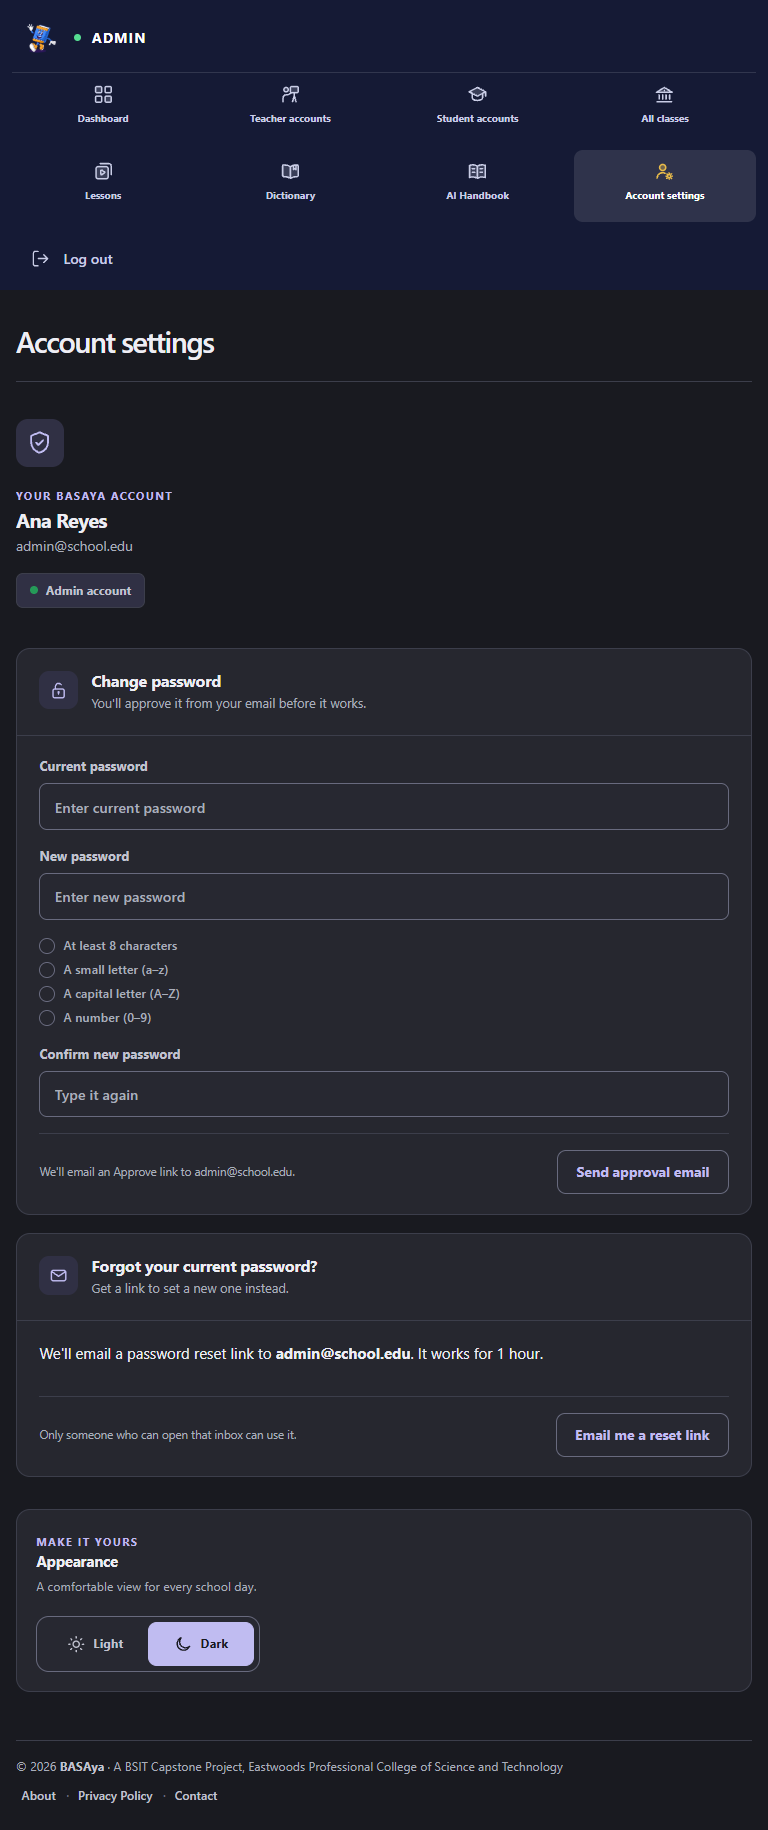 ADMIN
Dashboard
Teacher accounts
Student accounts
All classes
Lessons
Dictionary
AI Handbook
Account settings
Log out
Account settings
YOUR BASAYA ACCOUNT
Ana Reyes
admin@school.edu
Admin account
Change password
You'll approve it from your email before it works.
Current password
Enter current password
New password
Enter new password
At least 8 characters
A small letter (a–z)
A capital letter (A–Z)
A number (0–9)
Confirm new password
Type it again
We'll email an Approve link to admin@school.edu.
Send approval email
Forgot your current password?
Get a link to set a new one instead.
We'll email a password reset link to admin@school.edu. It works for 1 hour.
Only someone who can open that inbox can use it.
Email me a reset link
MAKE IT YOURS
Appearance
A comfortable view for every school day.
Light
Dark
© 2026 BASAya · A BSIT Capstone Project, Eastwoods Professional College of Science and Technology
About · Privacy Policy · Contact